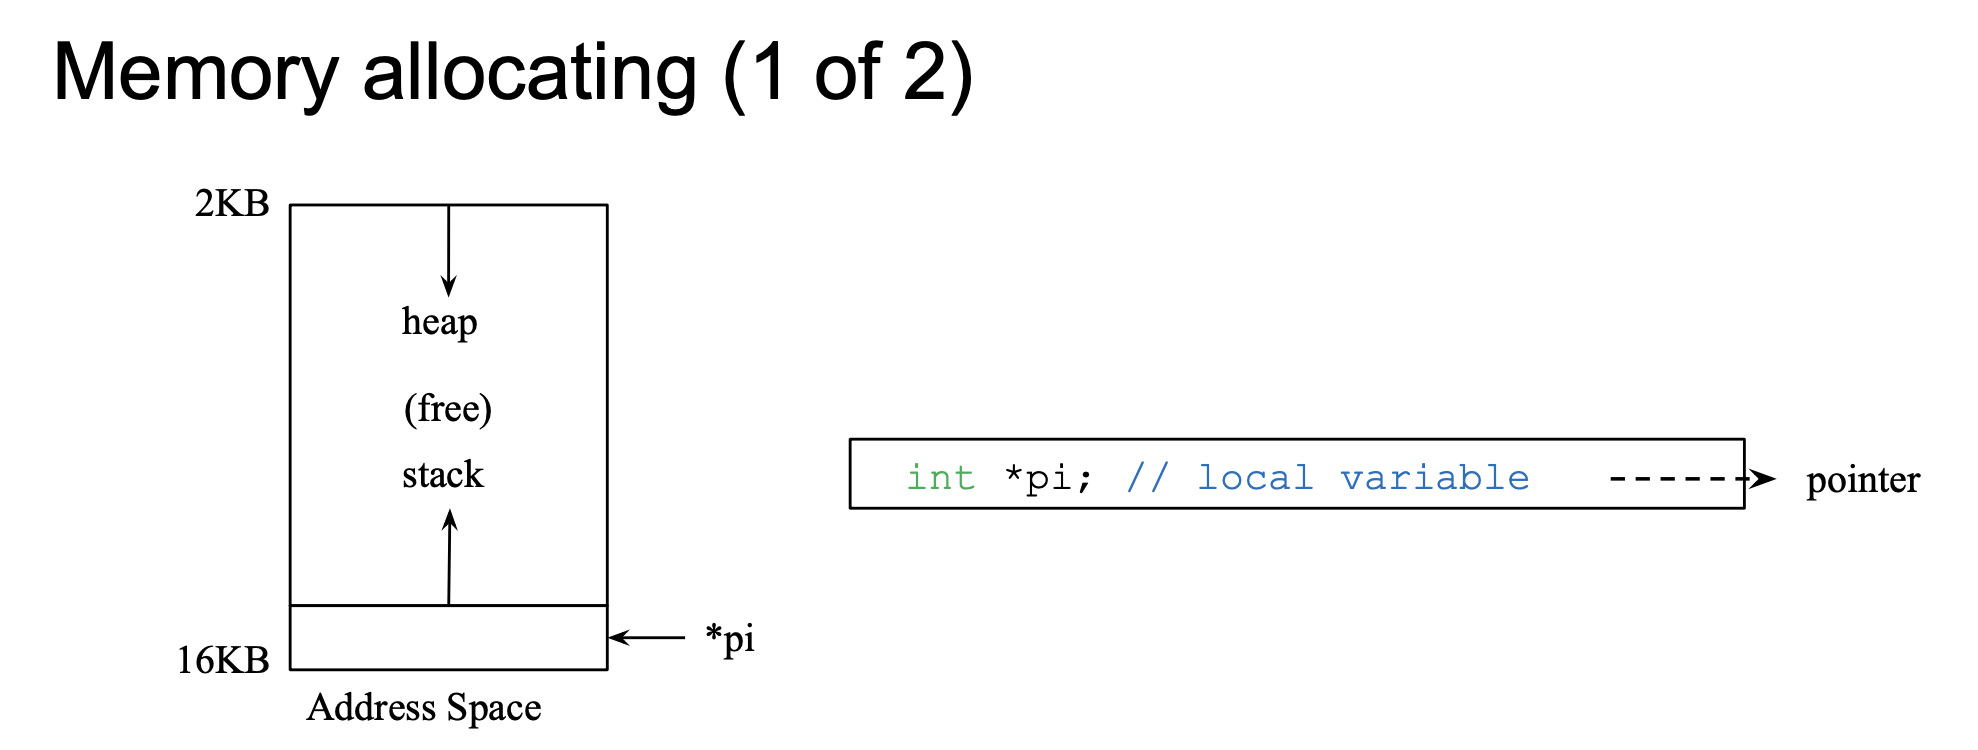 Memory allocating (1 of 2)
2KB
heap
(free)
stack
int *pi; // local variable
pointer
*pi
16KB
Address Space